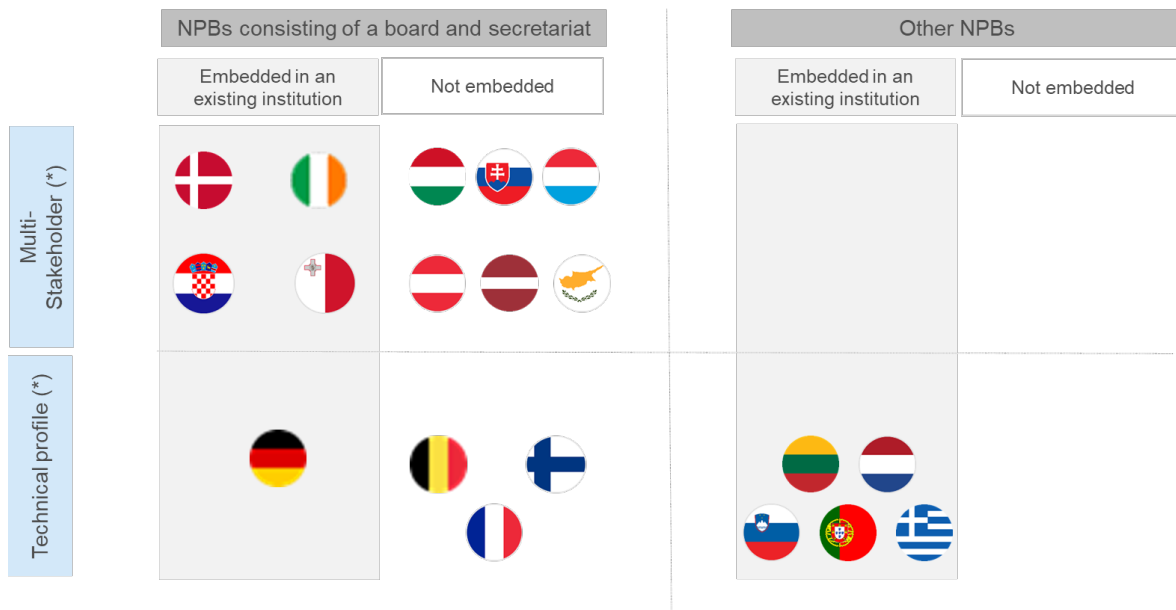 NPBs consisting of a board and secretariat
Other NPBs
Embedded in an
existing institution
Not embedded
Embedded in an
existing institution
Not embedded
Multi-
Stakeholder (*)
Technical profile (*)